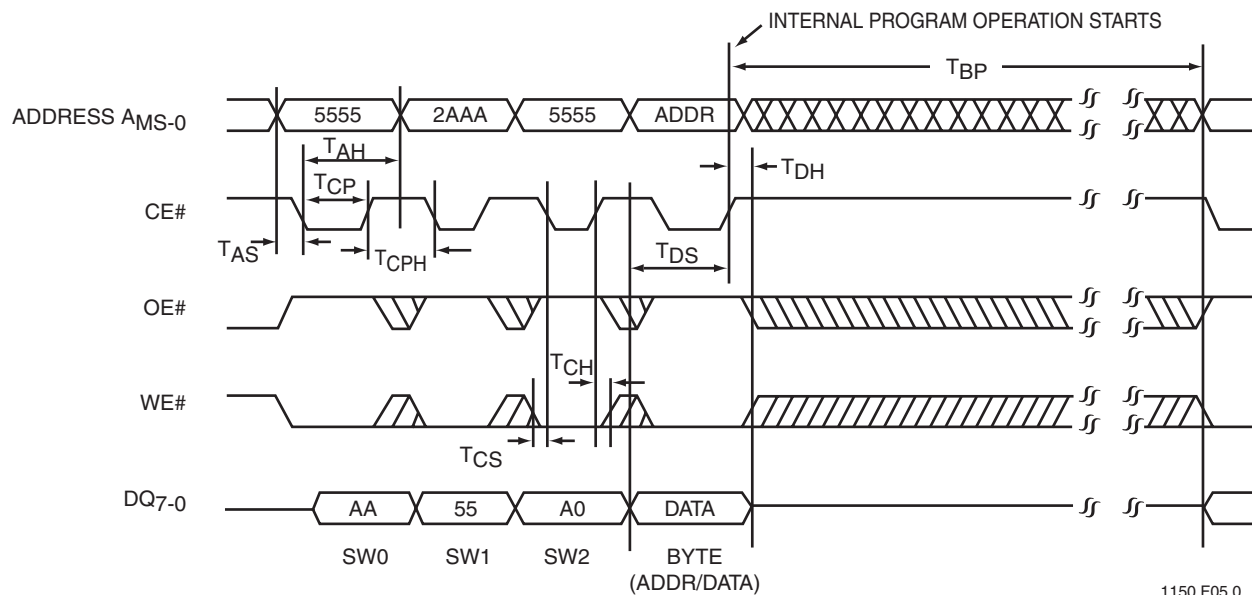 INTERNAL PROGRAM OPERATION STARTS
TBP
ADDRESS AMS-0
5555
2AAA
5555
ADDR
TAH
TDH
TCP
CE#
TAS
TCPH
TDS
OE#
TCH
WE#
TCS
DQ7-0
AA
55
A0
DATA
SW0
SW1
SW2
BYTE
(ADDR/DATA)
1150 F05.0